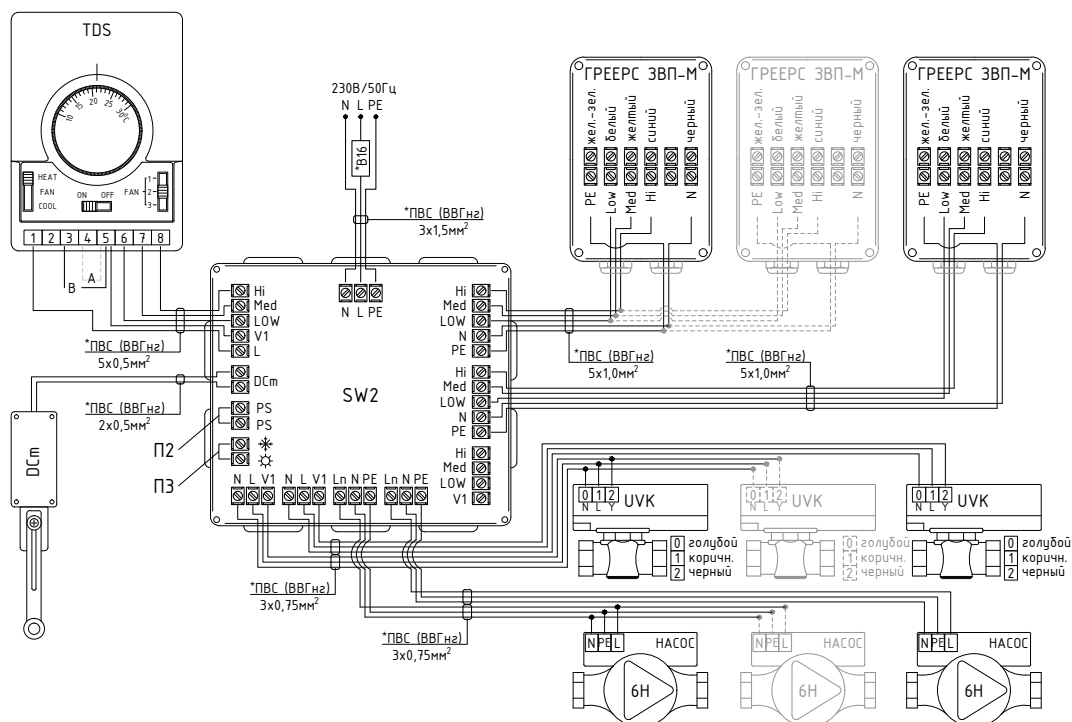 TDS
10 15 20 25 30°C
HEAT
FAN
COOL
ON OFF
FAN
1
2
3
1 2 3 4 5 6 7 8
A
B
*ПВС (ВВГнг)
5х0,5мм²
*ПВС (ВВГнг)
2х0,5мм²
DCm
230В/50Гц
N L PE
*В16
*ПВС (ВВГнг)
3х1,5мм²
N L PE
SW2
Hi
Med
LOW
V1
L
DCm
PS
PS
П2
П3
Hi
Med
LOW
N
PE
Hi
Med
LOW
N
PE
Hi
Med
LOW
V1
N L V1 N L V1 Ln N PE Ln N PE
*ПВС (ВВГнг)
5х1,0мм²
*ПВС (ВВГнг)
5х1,0мм²
*ПВС (ВВГнг)
3х0,75мм²
*ПВС (ВВГнг)
3х0,75мм²
ГРЕЕРС ЗВП-М
жел.-зел.
белый
желтый
синий
черный
PE
Low
Med
Hi
N
ГРЕЕРС ЗВП-М
жел.-зел.
белый
желтый
синий
черный
PE
Low
Med
Hi
N
ГРЕЕРС ЗВП-М
жел.-зел.
белый
желтый
синий
черный
PE
Low
Med
Hi
N
0 1 2
N L Y
UVK
0 голубой
1 коричн.
2 черный
0 1 2
N L Y
UVK
0 голубой
1 коричн.
2 черный
0 1 2
N L Y
UVK
0 голубой
1 коричн.
2 черный
N PE L
НАСОС
6Н
N PE L
НАСОС
6Н
N PE L
НАСОС
6Н